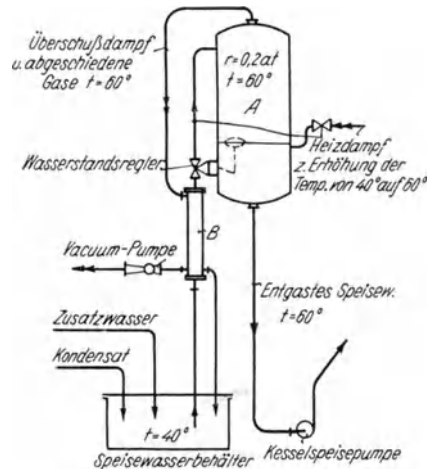 Überschußdampf
u. abgeschiedene
Gase t=60°
r=0,2at
t=60°
A
Wasserstandsregler
Heizdampf
z. Erhöhung der
Temp. von 40° auf 60°
B
Vacuum-Pumpe
Entgastes Speisew.
t=60°
Zusatzwasser
Kondensat
t=40°
Speisewasserbehälter
Kesselspeisepumpe